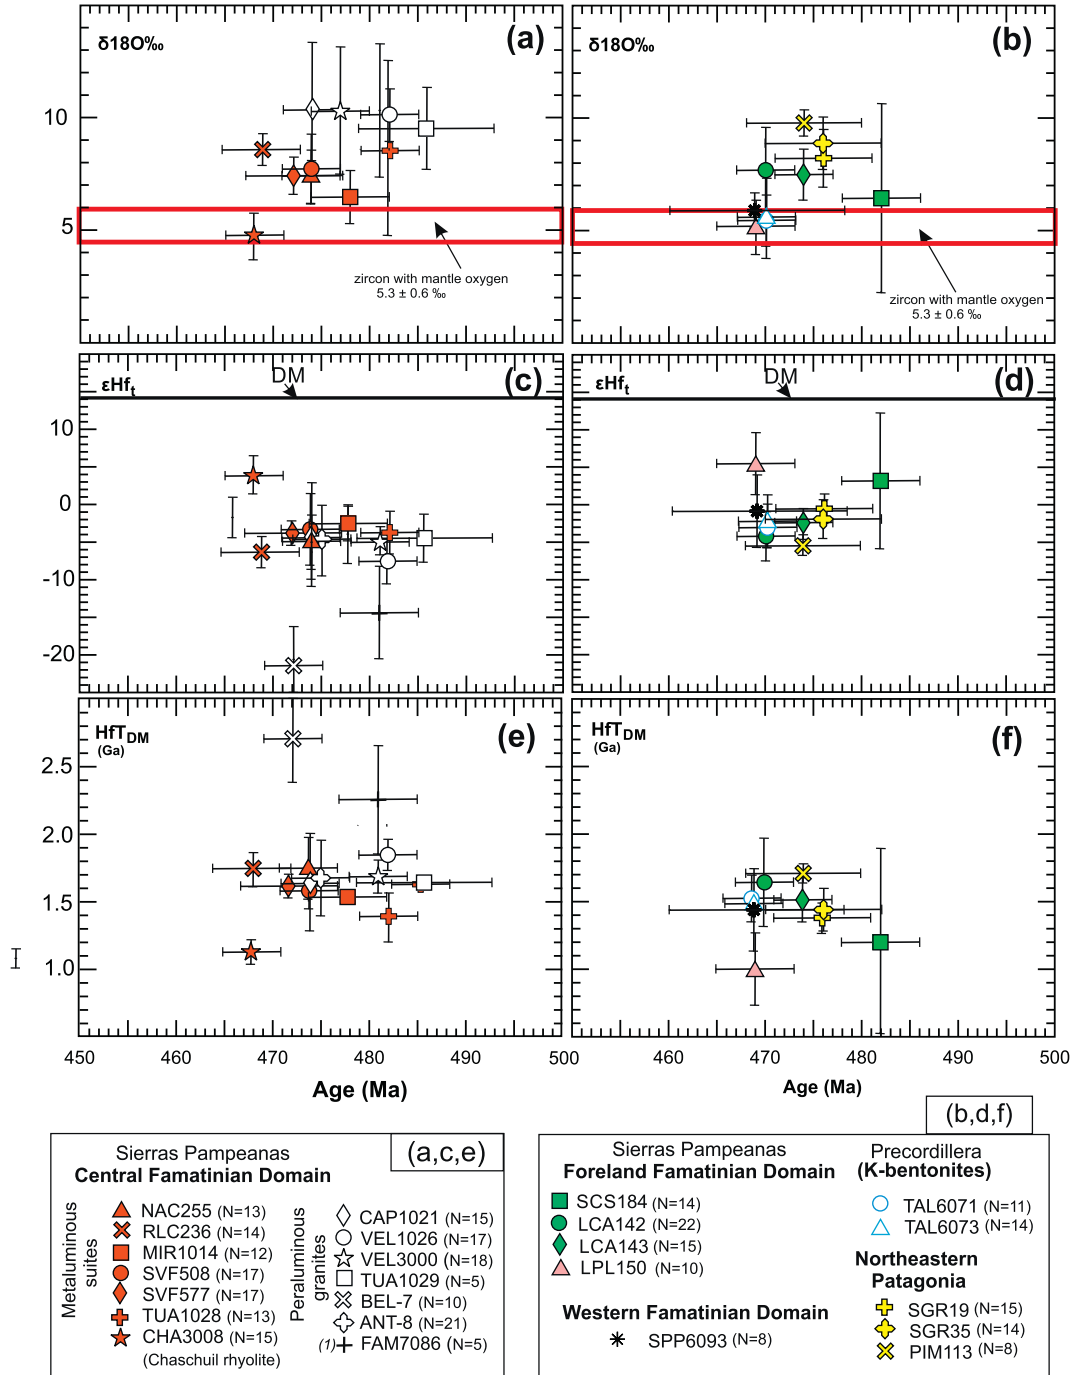 (a)
δ18O‰
10
5
zircon with mantle oxygen
5.3 ± 0.6 ‰
(b)
δ18O‰
zircon with mantle oxygen
5.3 ± 0.6 ‰
(c)
DM
εHft
10
0
-10
-20
(d)
DM
εHft
(e)
HfTDM
(Ga)
2.5
2.0
1.5
1.0
(f)
HfTDM
(Ga)
450 460 470 480 490 500
Age (Ma)
460 470 480 490 500
Age (Ma)
(a,c,e)
Sierras Pampeanas
Central Famatinian Domain
Metaluminous suites
NAC255 (N=13)
RLC236 (N=14)
MIR1014 (N=12)
SVF508 (N=17)
SVF577 (N=17)
TUA1028 (N=13)
CHA3008 (N=15)
(Chaschuil rhyolite)
Peraluminous granites
CAP1021 (N=15)
VEL1026 (N=17)
VEL3000 (N=18)
TUA1029 (N=5)
BEL-7 (N=10)
ANT-8 (N=21)
(1) FAM7086 (N=5)
(b,d,f)
Sierras Pampeanas
Foreland Famatinian Domain
SCS184 (N=14)
LCA142 (N=22)
LCA143 (N=15)
LPL150 (N=10)
Western Famatinian Domain
SPP6093 (N=8)
Precordillera
(K-bentonites)
TAL6071 (N=11)
TAL6073 (N=14)
Northeastern
Patagonia
SGR19 (N=15)
SGR35 (N=14)
PIM113 (N=8)